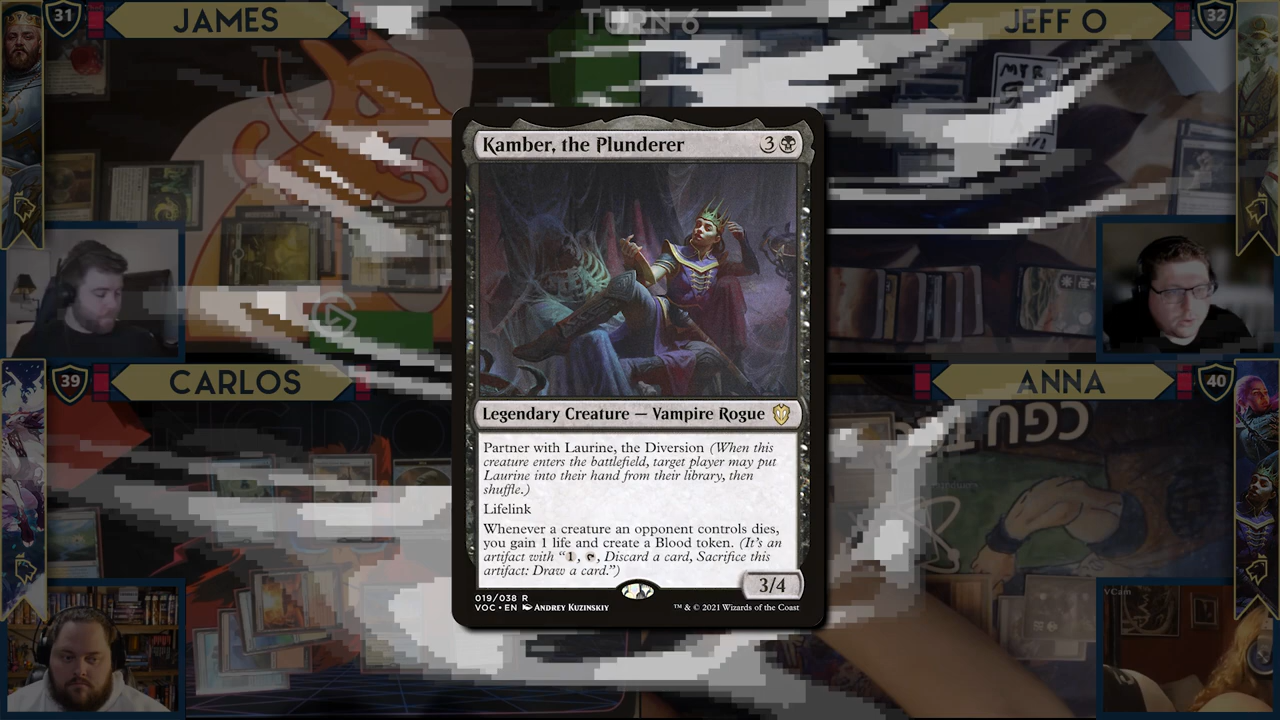 31
JAMES
TURN 6
JEFF O
32
Kamber, the Plunderer
3
Legendary Creature — Vampire Rogue
Partner with Laurine, the Diversion (When this
creature enters the battlefield, target player may put
Laurine into their hand from their library, then
shuffle.)
Lifelink
Whenever a creature an opponent controls dies,
you gain 1 life and create a Blood token. (It's an
artifact with “1, , Discard a card, Sacrifice this
artifact: Draw a card.”)
3/4
019/038 R
VOC • EN Andrey Kuzinskiy
™ & © 2021 Wizards of the Coast
39
CARLOS
ANNA
40
VCam